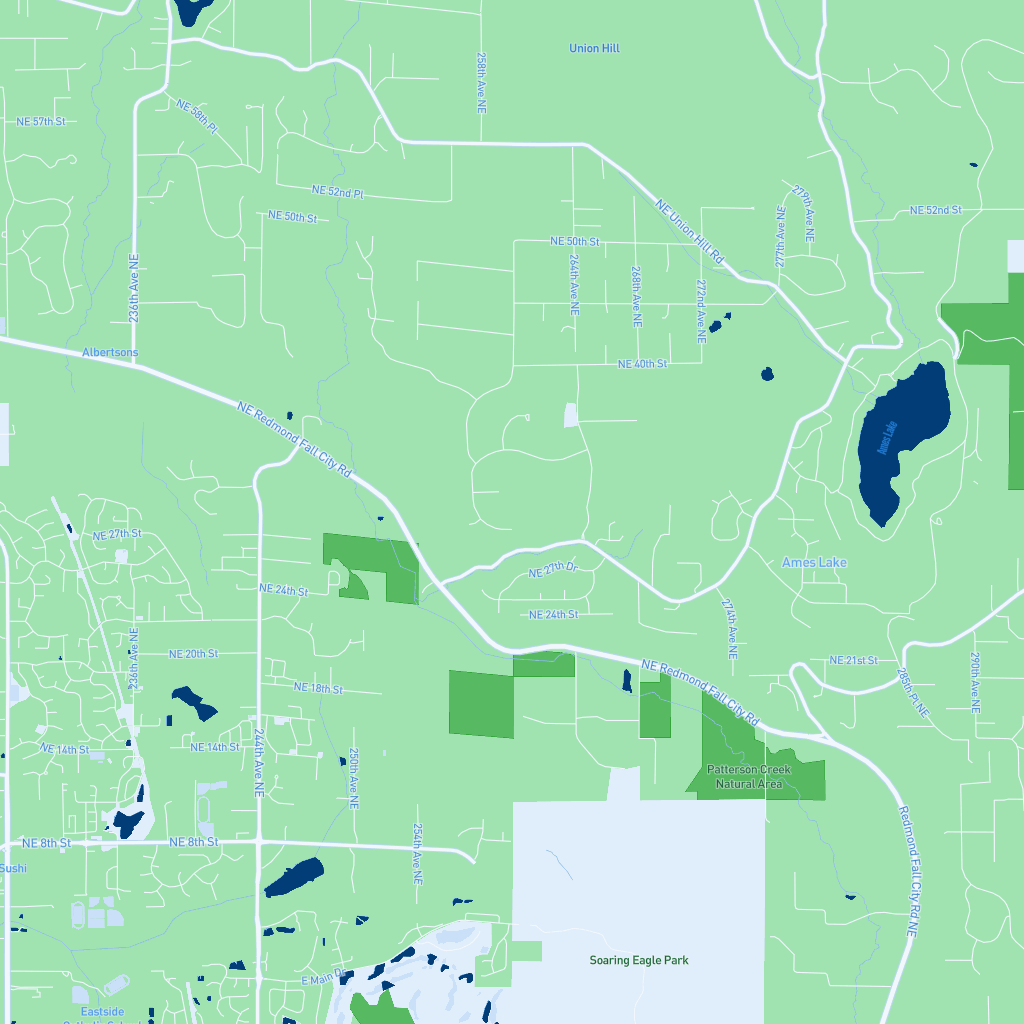 Union Hill
258th Ave NE
NE 58th Pl
NE 57th St
NE 52nd Pl
NE 50th St
NE Union Hill Rd
279th Ave NE
277th Ave NE
NE 52nd St
NE 50th St
264th Ave NE
268th Ave NE
272nd Ave NE
236th Ave NE
Albertsons
NE 40th St
NE Redmond Fall City Rd
Ames Lake
NE 27th St
Ames Lake
NE 27th Dr
NE 24th St
NE 24th St
274th Ave NE
236th Ave NE
NE 20th St
NE 21st St
285th Pl NE
290th Ave NE
NE Redmond Fall City Rd
NE 18th St
NE 14th St
NE 14th St
244th Ave NE
250th Ave NE
Patterson Creek
Natural Area
NE 8th St
NE 8th St
254th Ave NE
Redmond Fall City Rd NE
Sushi
Soaring Eagle Park
E Main Dr
Eastside
Catholic School